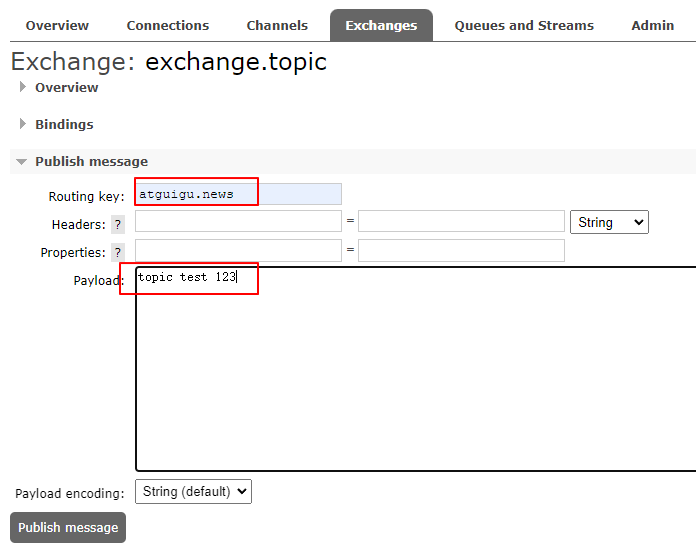 Overview Connections Channels Exchanges Queues and Streams Admin
Exchange: exchange.topic
Overview
Bindings
Publish message
Routing key: atguigu.news
Headers: ? = String
Properties: ? =
Payload: topic test 123
Payload encoding: String (default)
Publish message